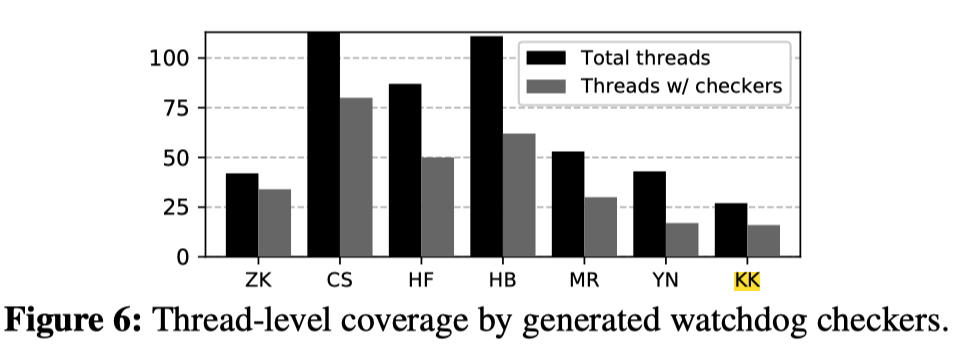 100
75
50
25
0
Total threads
Threads w/ checkers
ZK CS HF HB MR YN KK
Figure 6: Thread-level coverage by generated watchdog checkers.